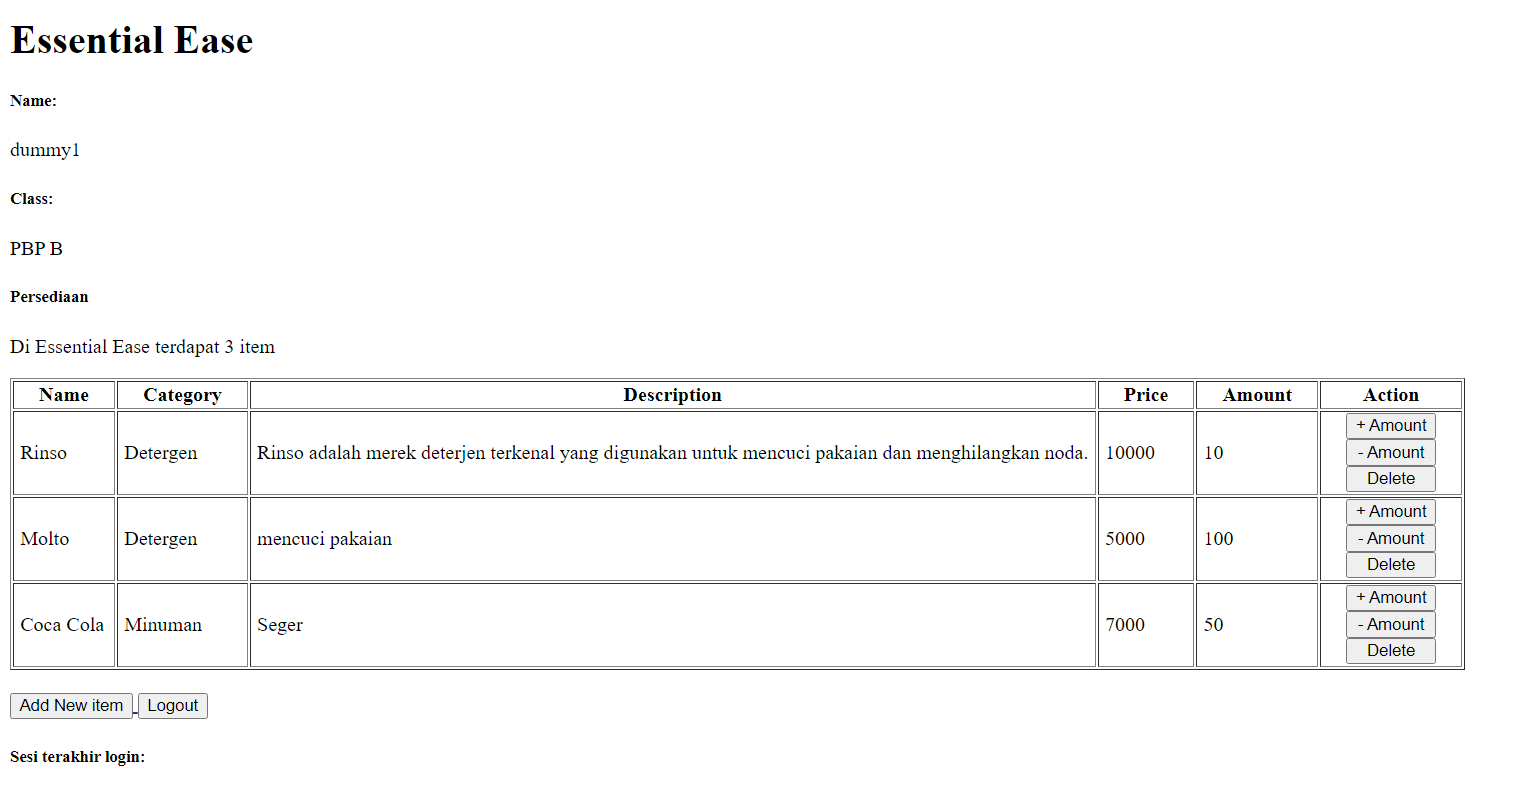 Essential Ease
Name:
dummy1
Class:
PBP B
Persediaan
Di Essential Ease terdapat 3 item
Name Category Description Price Amount Action
Rinso Detergen Rinso adalah merek deterjen terkenal yang digunakan untuk mencuci pakaian dan menghilangkan noda. 10000 10 + Amount
- Amount
Delete
Molto Detergen mencuci pakaian 5000 100 + Amount
- Amount
Delete
Coca Cola Minuman Seger 7000 50 + Amount
- Amount
Delete
Add New item Logout
Sesi terakhir login: